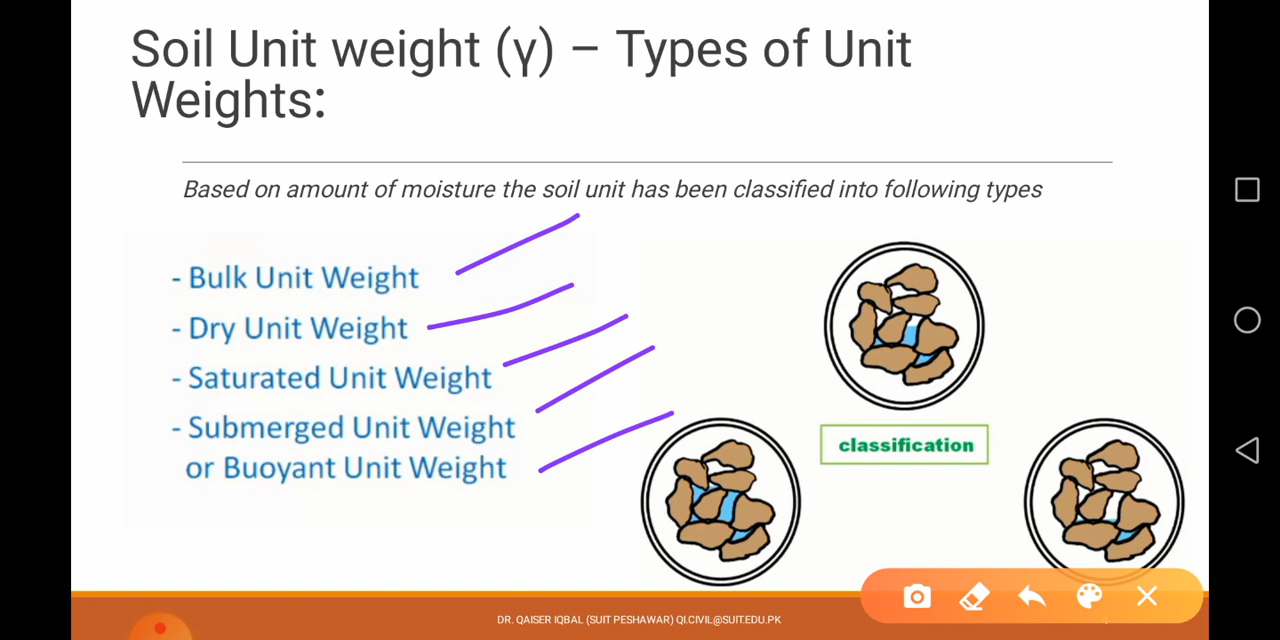 Soil Unit weight (γ) – Types of Unit
Weights:
Based on amount of moisture the soil unit has been classified into following types
- Bulk Unit Weight
- Dry Unit Weight
- Saturated Unit Weight
- Submerged Unit Weight
or Buoyant Unit Weight
classification
DR. QAISER IQBAL (SUIT PESHAWAR) QI.CIVIL@SUIT.EDU.PK